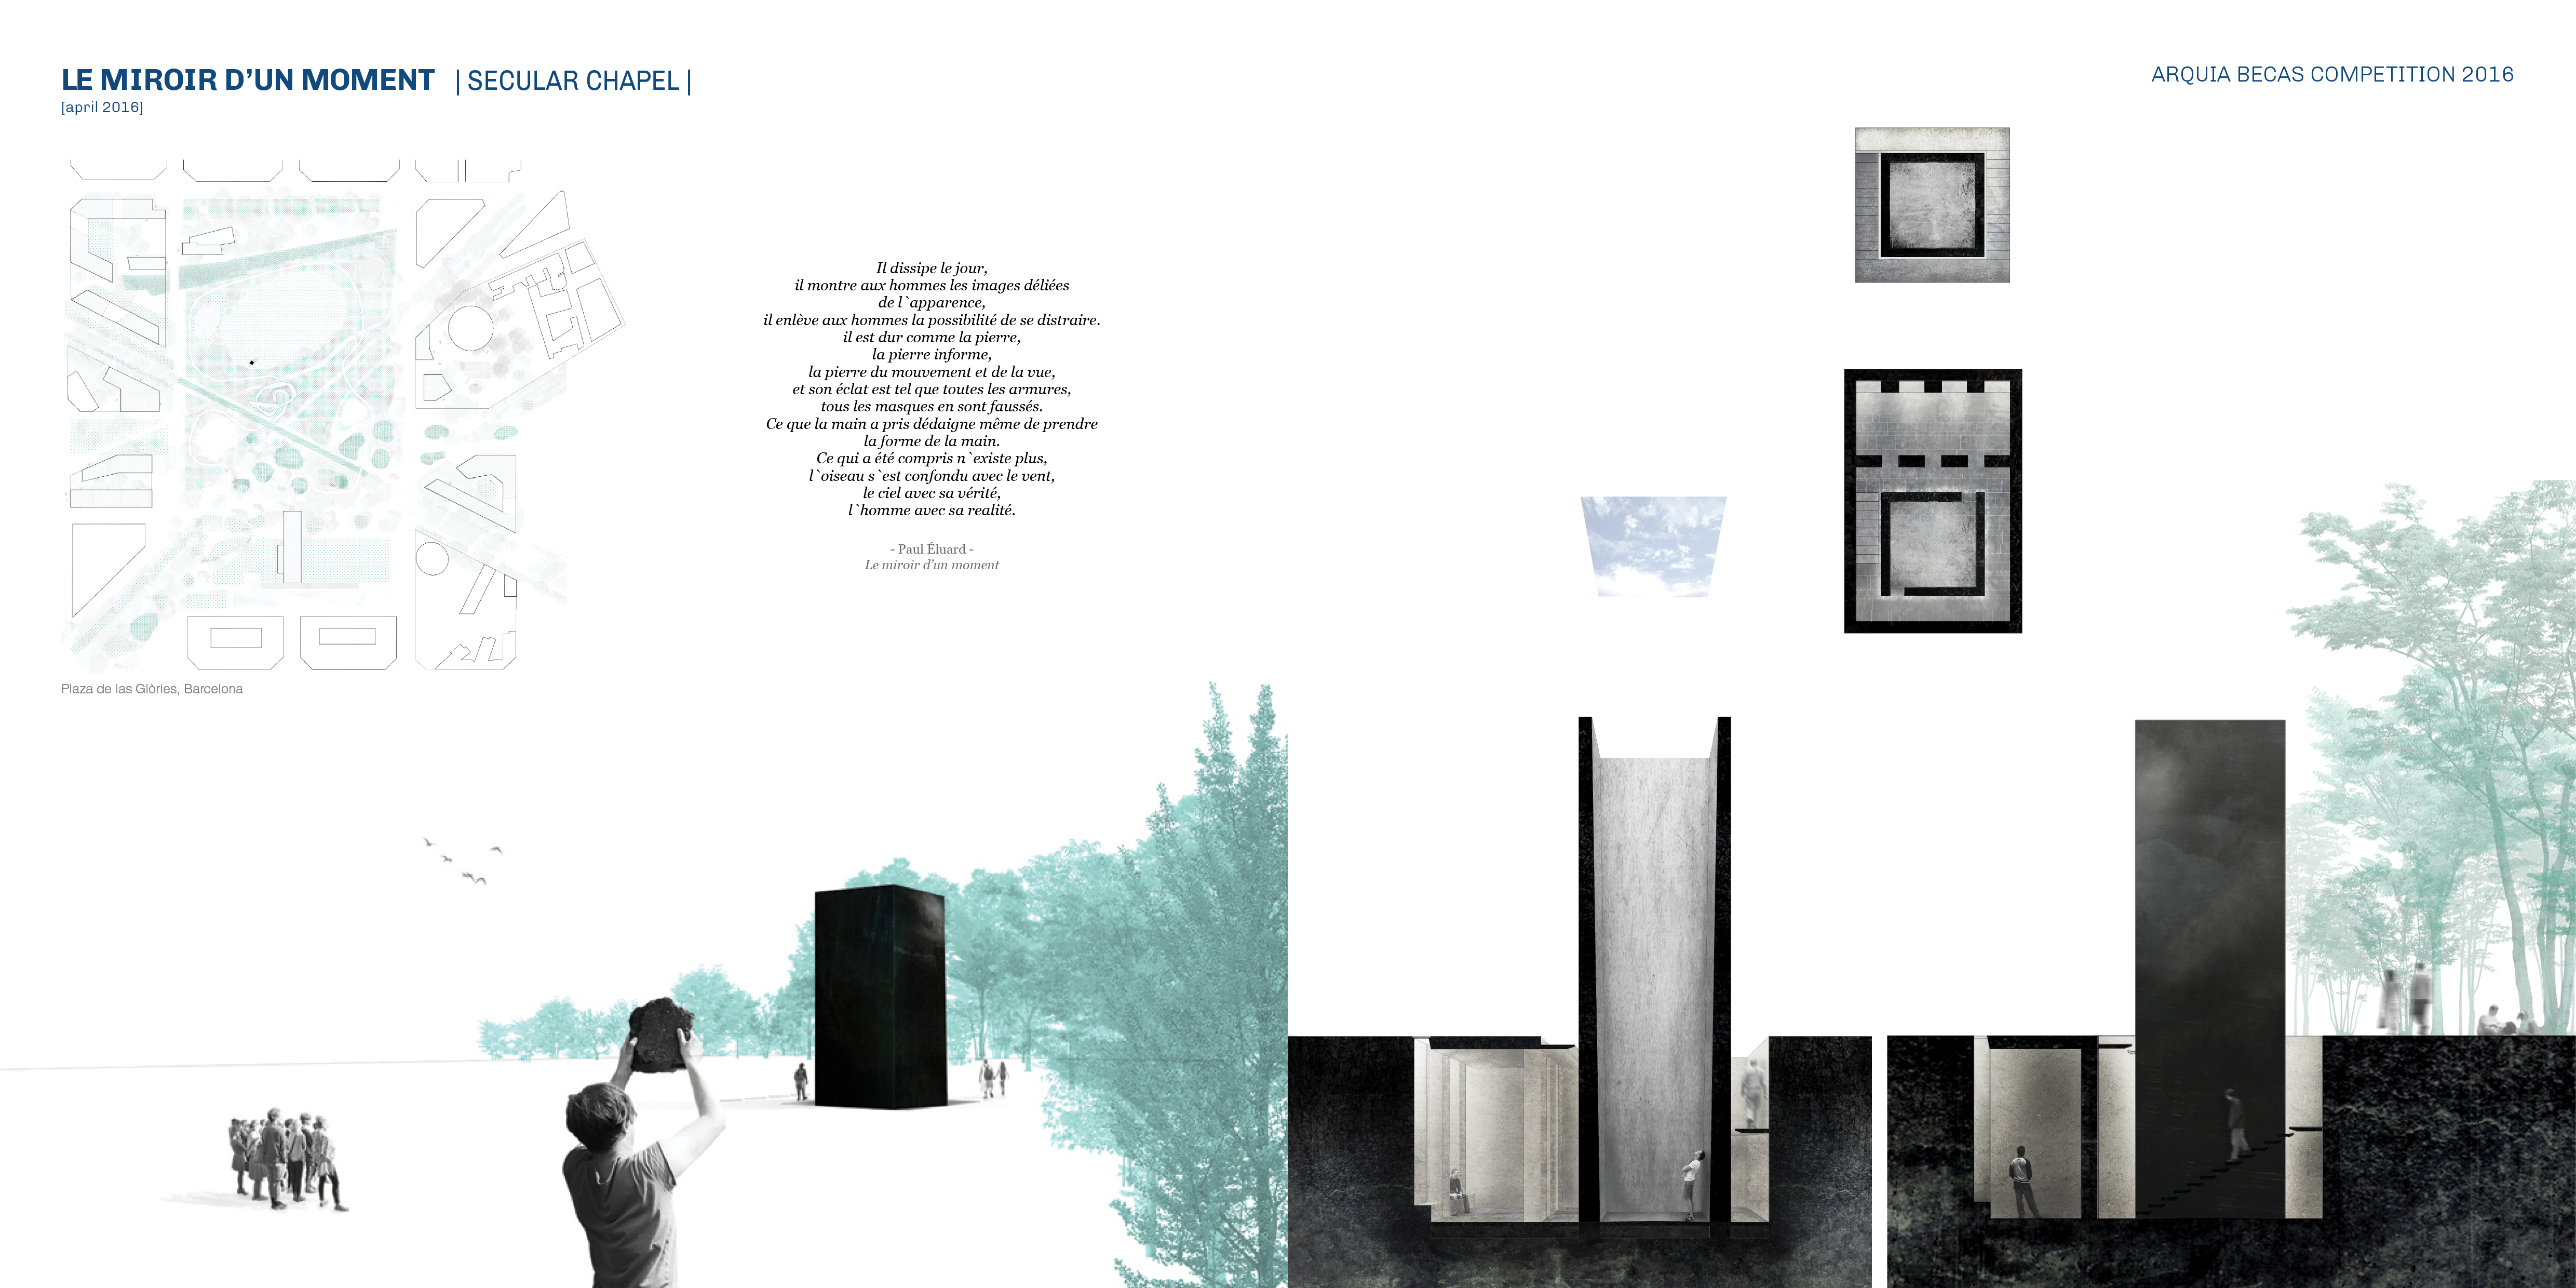 LE MIROIR D’UN MOMENT | SECULAR CHAPEL |
[april 2016]
ARQUIA BECAS COMPETITION 2016
Il dissipe le jour,
il montre aux hommes les images déliées
de l`apparence,
il enlève aux hommes la possibilité de se distraire.
il est dur comme la pierre,
la pierre informe,
la pierre du mouvement et de la vue,
et son éclat est tel que toutes les armures,
tous les masques en sont faussés.
Ce que la main a pris dédaigne même de prendre
la forme de la main.
Ce qui a été compris n`existe plus,
l`oiseau s`est confondu avec le vent,
le ciel avec sa vérité,
l`homme avec sa realité.
- Paul Éluard -
Le miroir d’un moment
Plaza de las Glòries, Barcelona